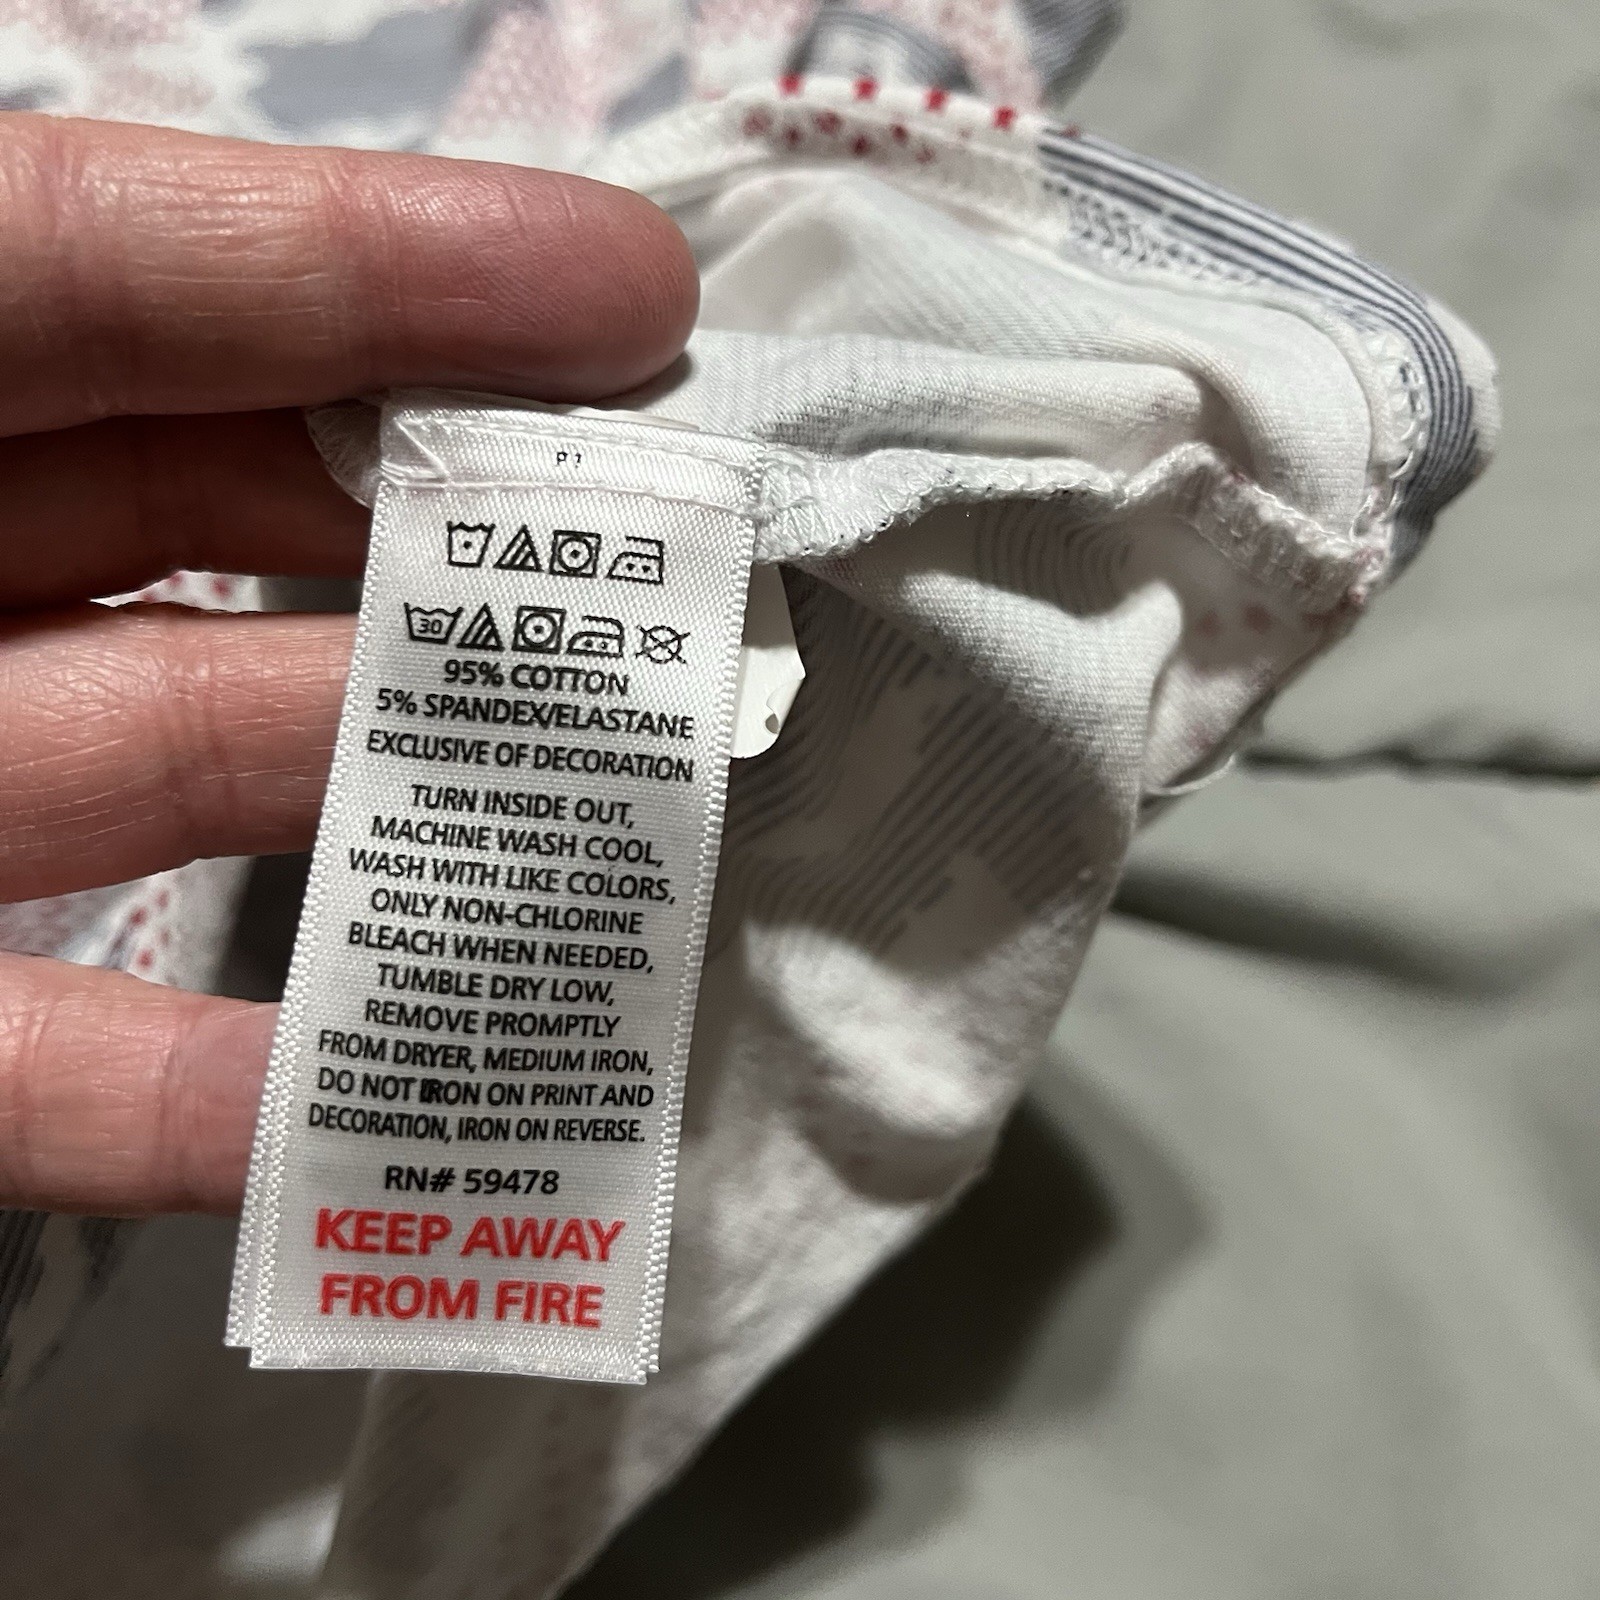 P1
30
95% COTTON
5% SPANDEX/ELASTANE
EXCLUSIVE OF DECORATION
TURN INSIDE OUT,
MACHINE WASH COOL,
WASH WITH LIKE COLORS,
ONLY NON-CHLORINE
BLEACH WHEN NEEDED,
TUMBLE DRY LOW,
REMOVE PROMPTLY
FROM DRYER, MEDIUM IRON,
DO NOT IRON ON PRINT AND
DECORATION, IRON ON REVERSE.
RN# 59478
KEEP AWAY
FROM FIRE